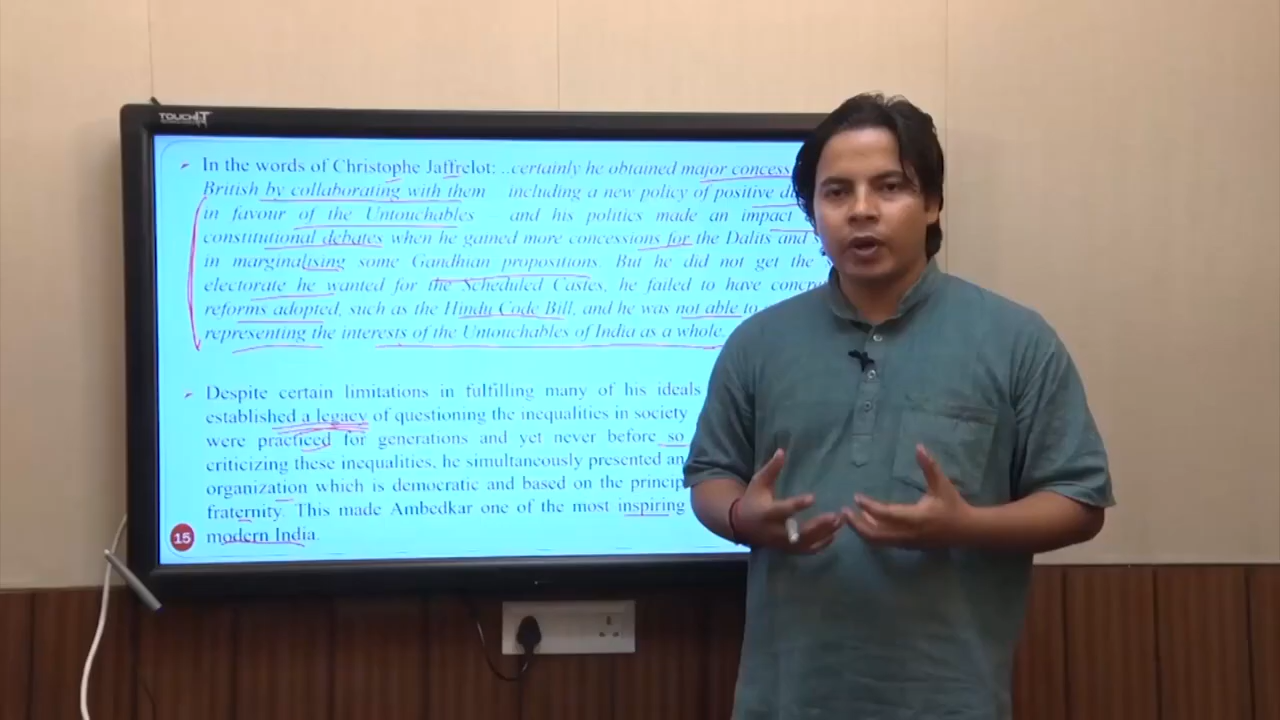 TOUCHIT
In the words of Christophe Jaffrelot: ..certainly he obtained major concess
British by collaborating with them including a new policy of positive
in favour of the Untouchables and his politics made an impact
constitutional debates when he gained more concessions for the Dalits and
in marginalising some Gandhian propositions. But he did not get the
electorate he wanted for the Scheduled Castes, he failed to have
reforms adopted, such as the Hindu Code Bill, and he was not able to
representing the interests of the Untouchables of India as a whole.
Despite certain limitations in fulfilling many of his ideals
established a legacy of questioning the inequalities in society
were practiced for generations and yet never before so
criticizing these inequalities, he simultaneously presented an
organization which is democratic and based on the princip
fraternity. This made Ambedkar one of the most inspiring
15 modern India.